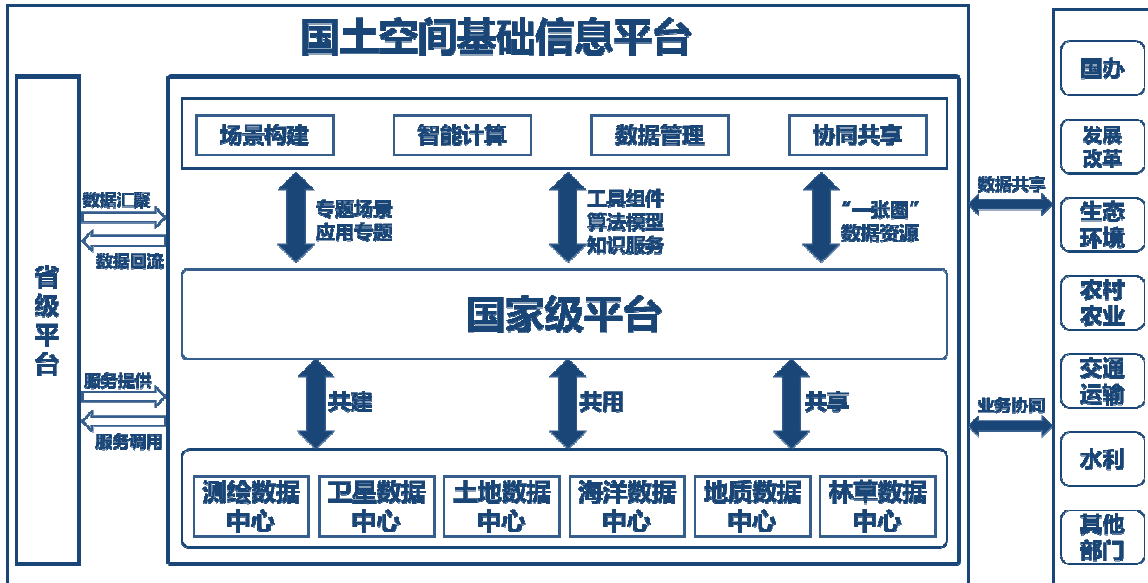 国土空间基础信息平台
省级平台
数据汇聚
数据回流
服务提供
服务调用
场景构建
智能计算
数据管理
协同共享
专题场景
应用专题
工具组件
算法模型
知识服务
“一张图”
数据资源
国家级平台
共建
共用
共享
测绘数据
中心
卫星数据
中心
土地数据
中心
海洋数据
中心
地质数据
中心
林草数据
中心
数据共享
业务协同
国办
发展
改革
生态
环境
农村
农业
交通
运输
水利
其他
部门